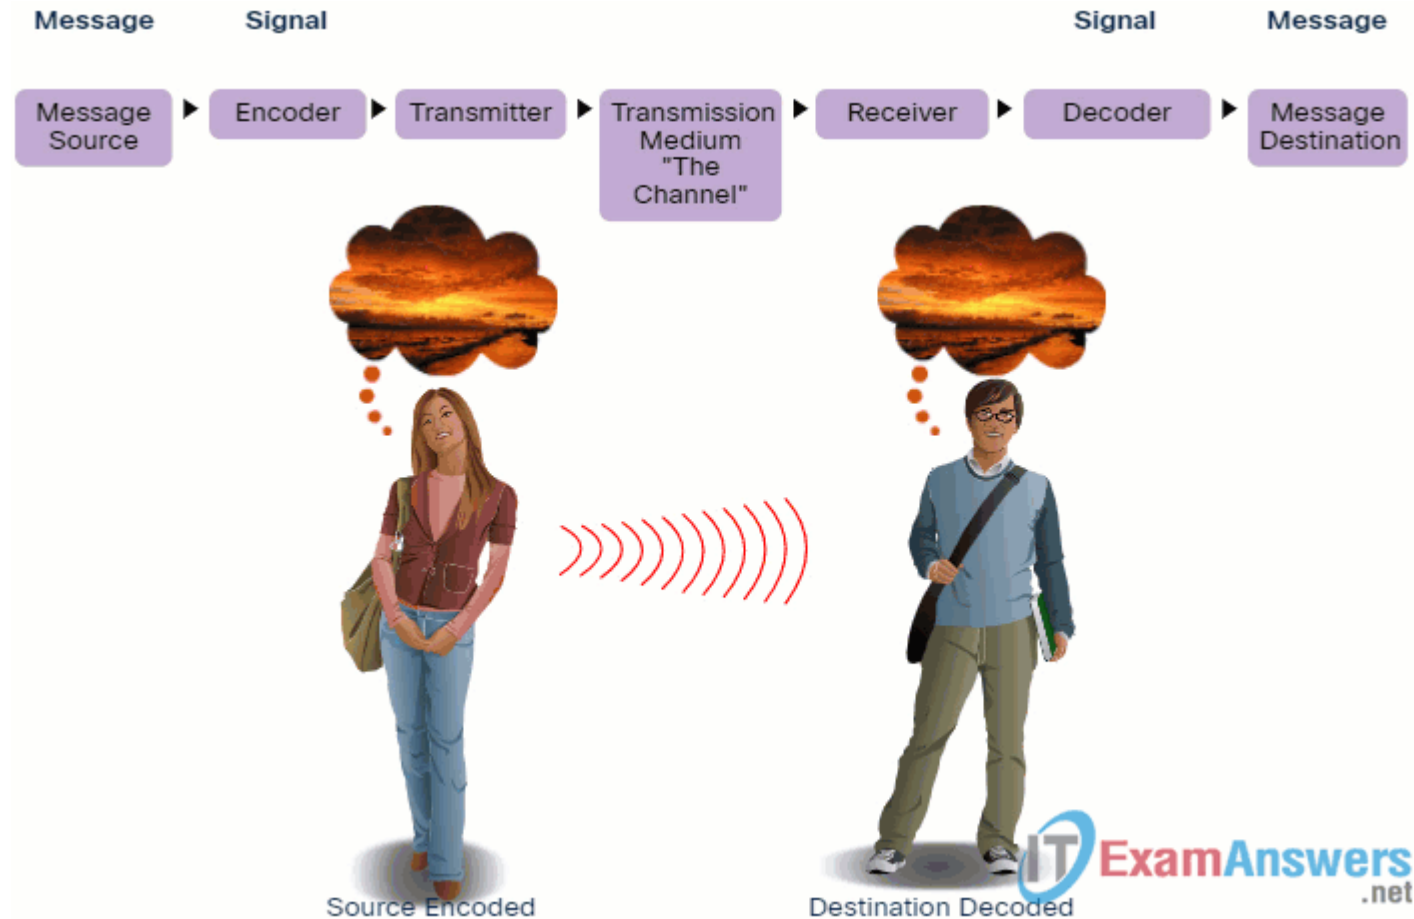 Message
Signal
Signal
Message
Message
Source
Encoder
Transmitter
Transmission
Medium
"The
Channel"
Receiver
Decoder
Message
Destination
Source Encoded
Destination Decoded
IT ExamAnswers
.net